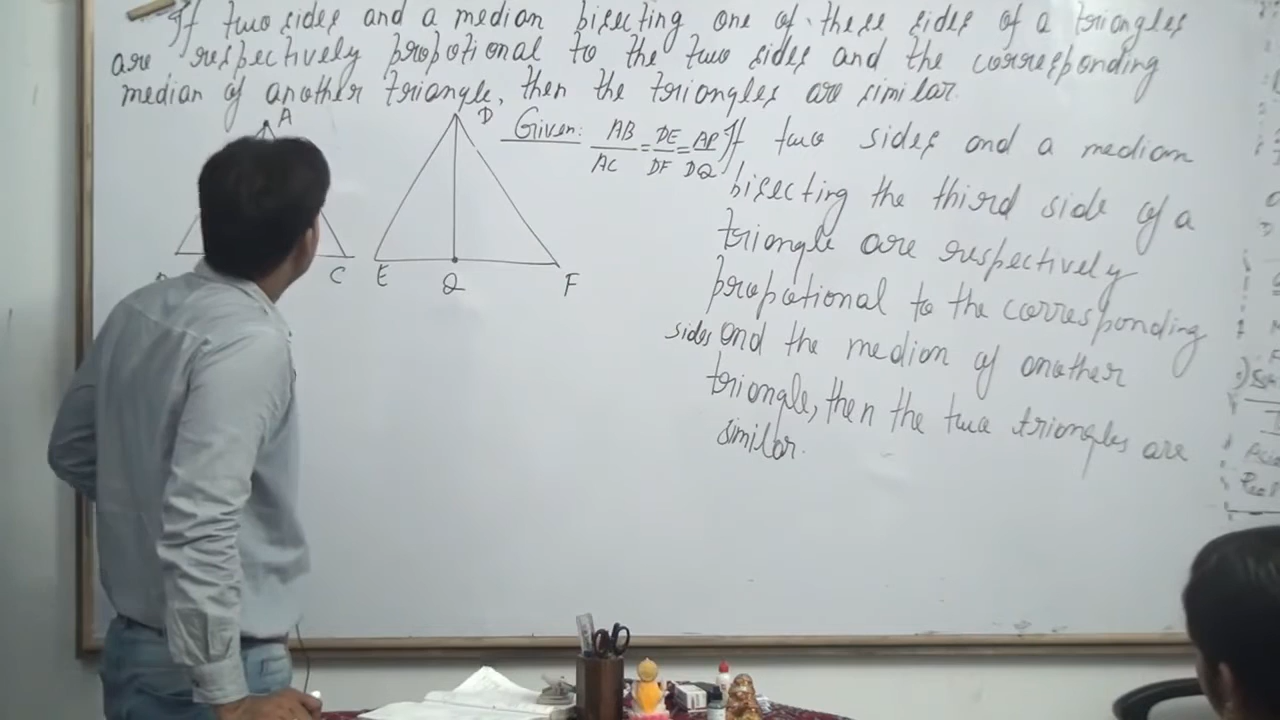 If two sides and a median bisecting one of these sides of a triangles
are respectively propotional to the two sides and the corresponding
median of another triangle, then the triangles are similar.
A
D
C
E
Q
F
Given: AB/AC = DE/DF = AP/DQ
If two sides and a median
bisecting the third side of a
triangle are respectively
propotional to the corresponding
sides and the median of another
triangle, then the two triangles are
similar.